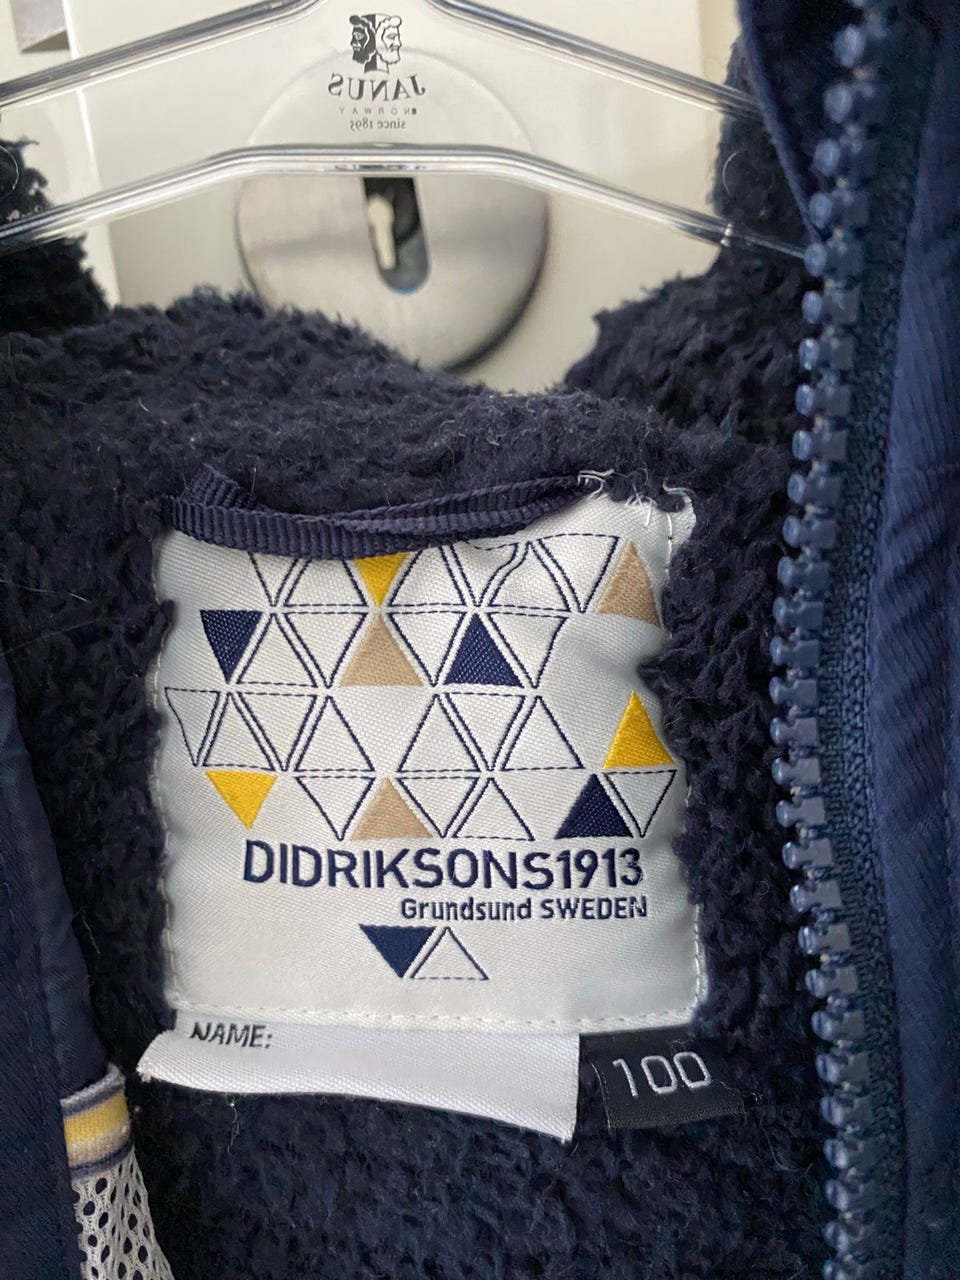 JANUS
NORWAY
since 1895
DIDRIKSONS1913
Grundsund SWEDEN
NAME:
100